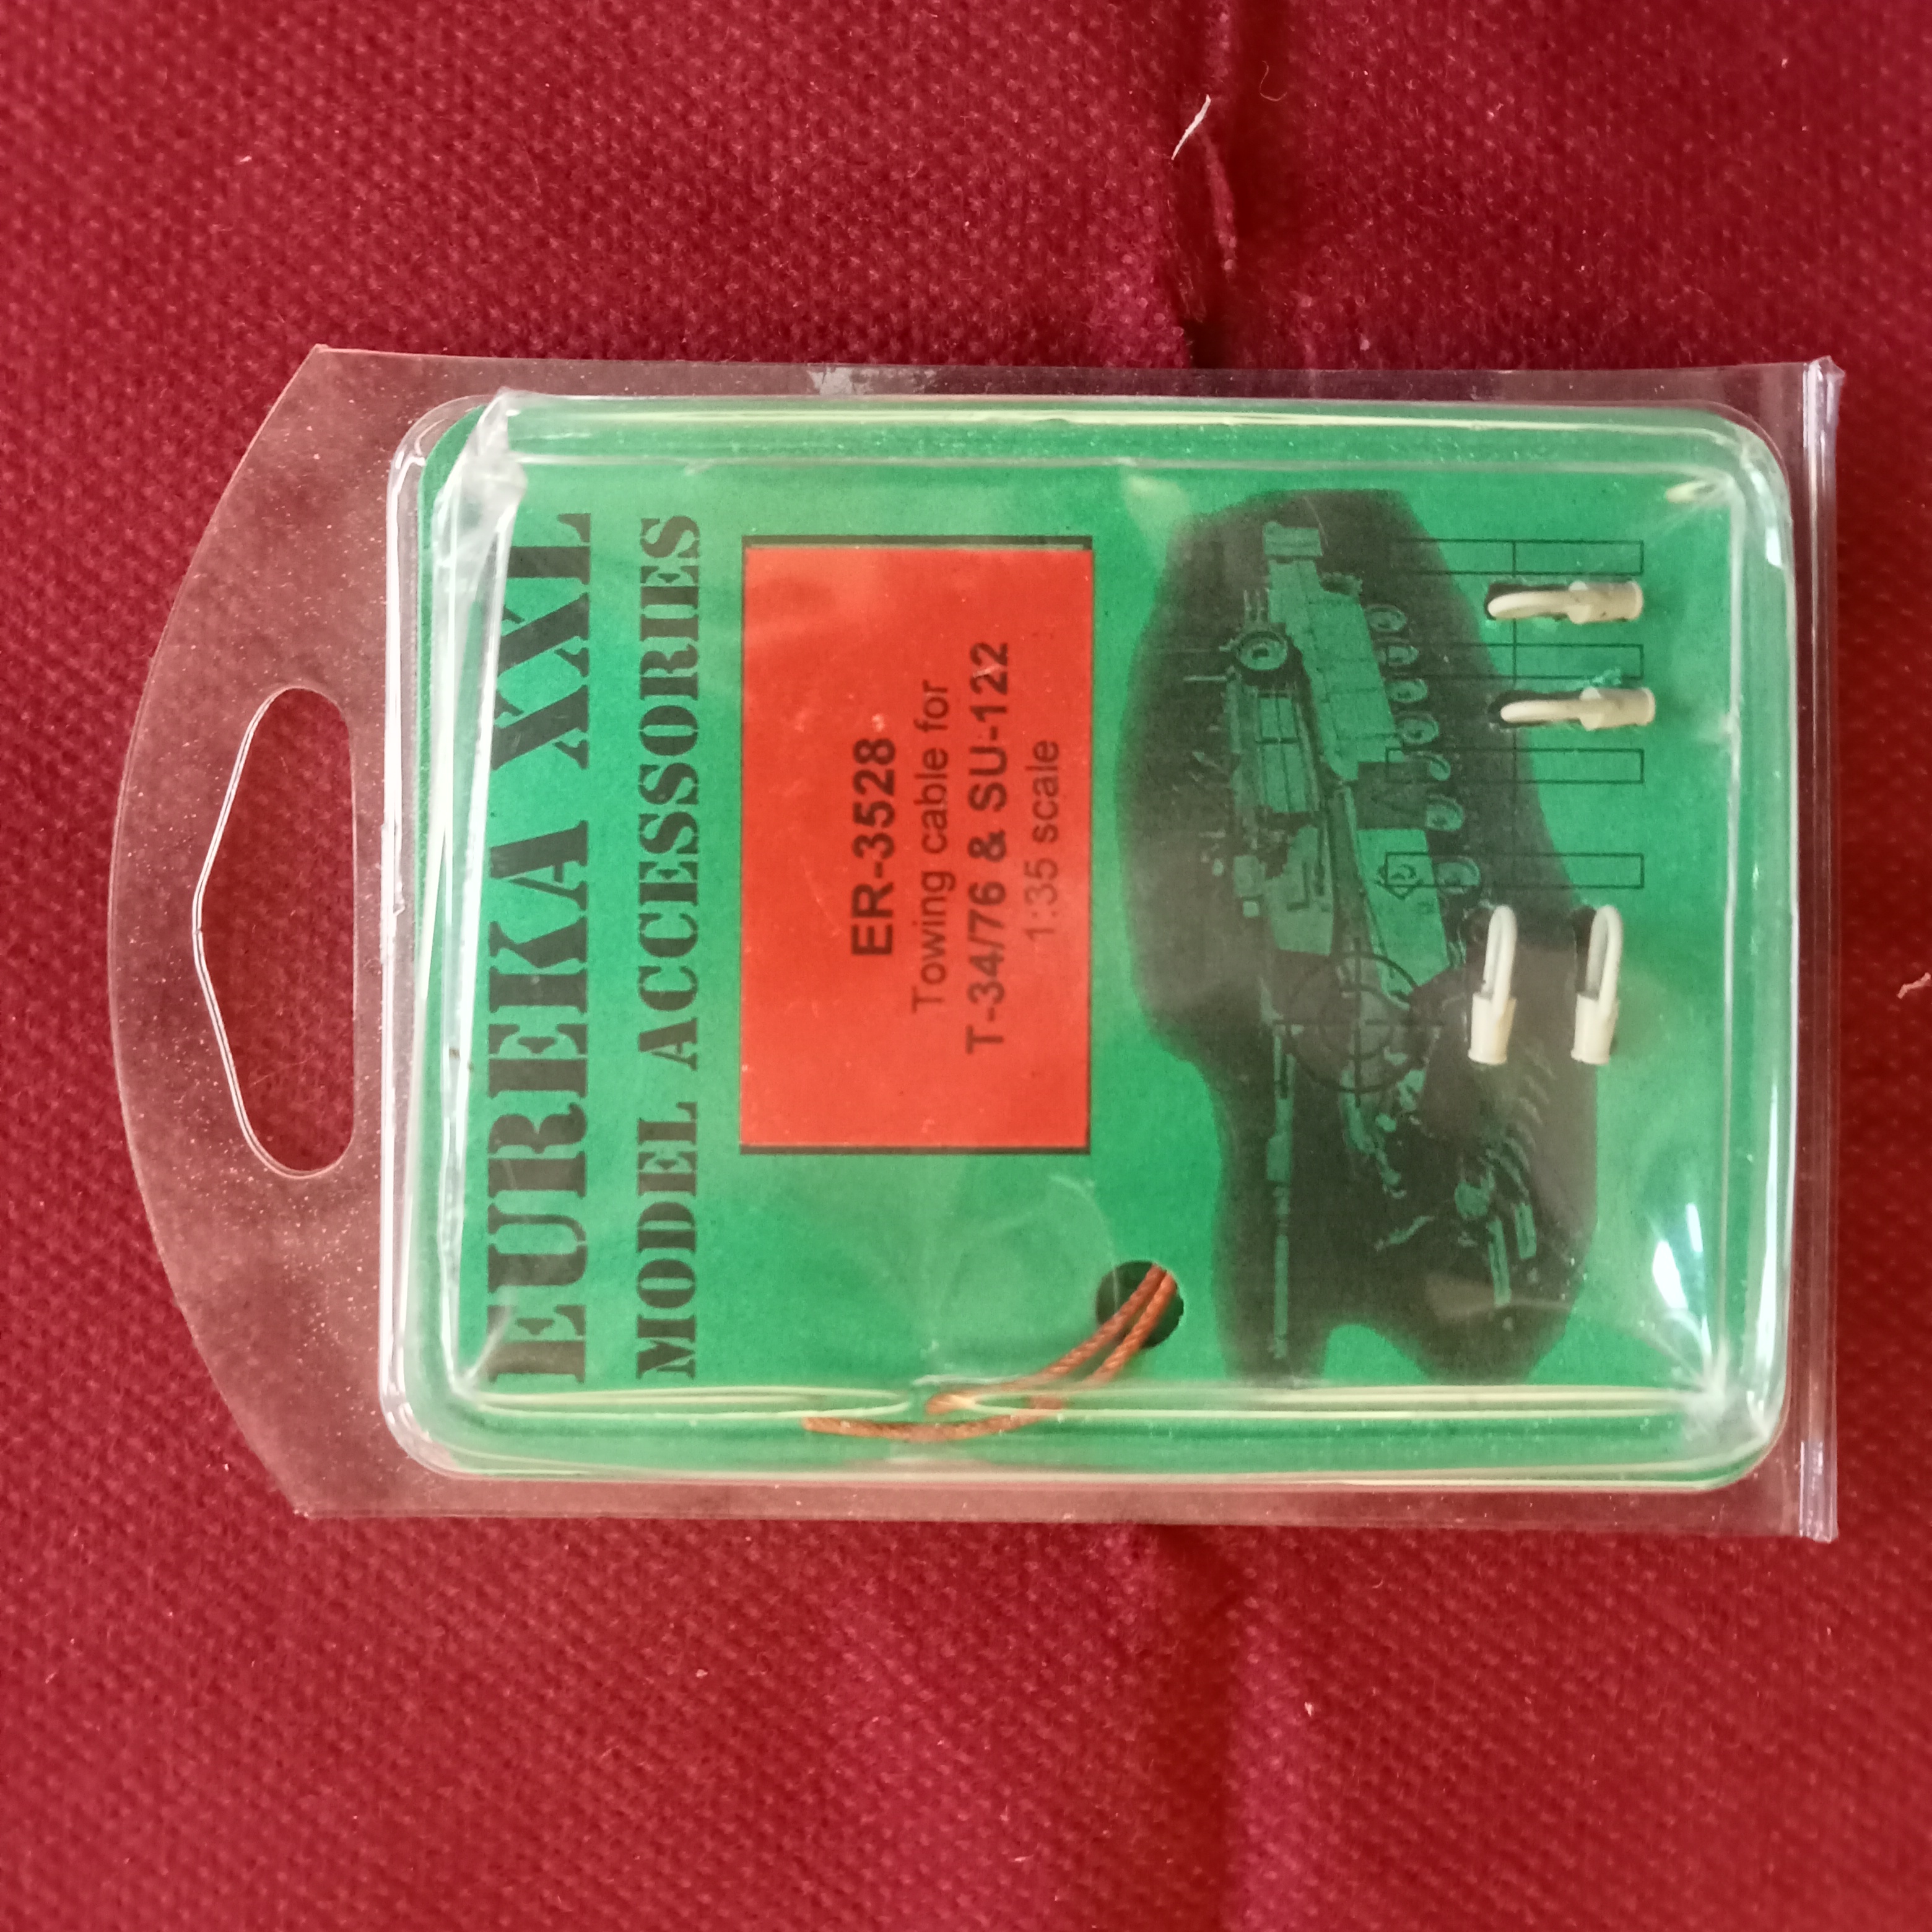 EUREKA XXL
MODEL ACCESSORIES
ER-3528
Towing cable for
T-34/76 & SU-122
1:35 scale